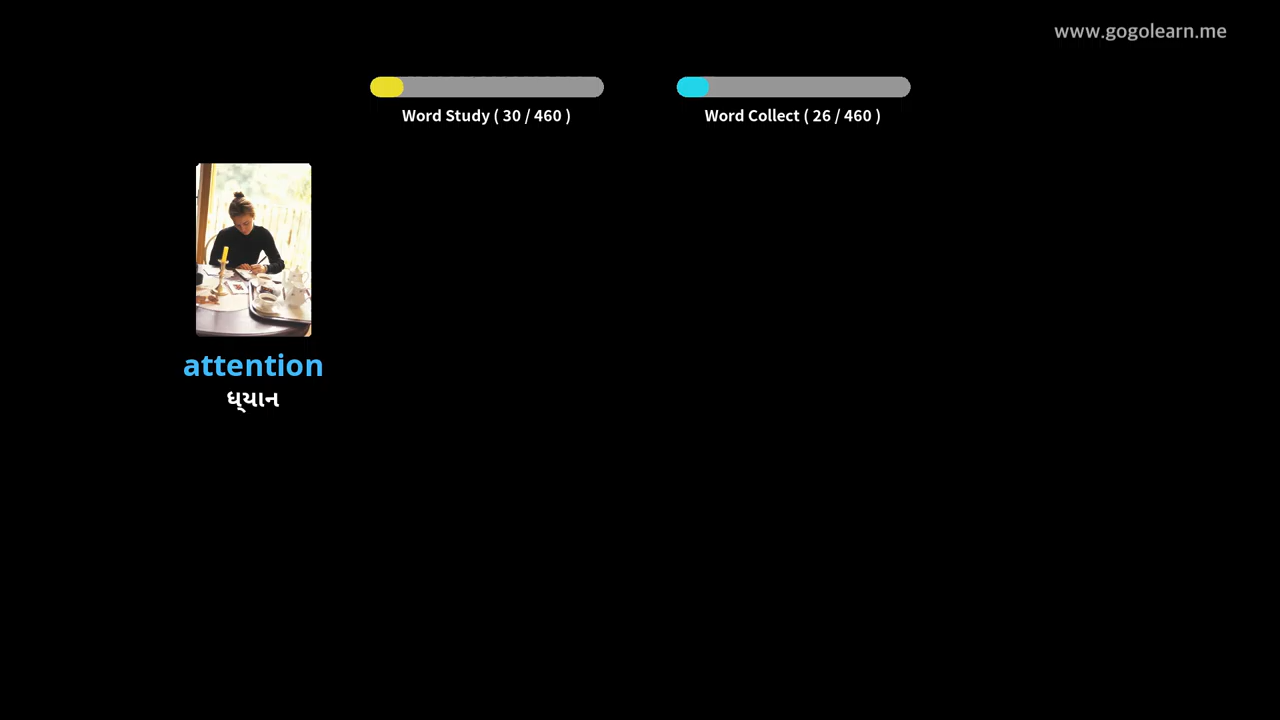 www.gogolearn.me
Word Study ( 30 / 460 )
Word Collect ( 26 / 460 )
attention
ધ્યાન